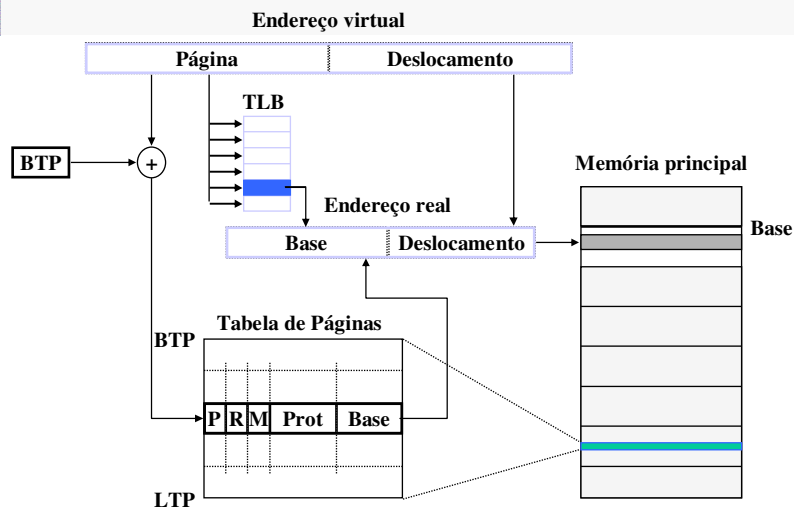 Endereço virtual
Página Deslocamento
TLB
BTP + Memória principal
Endereço real
Base Deslocamento Base
Tabela de Páginas
BTP
P R M Prot Base
LTP